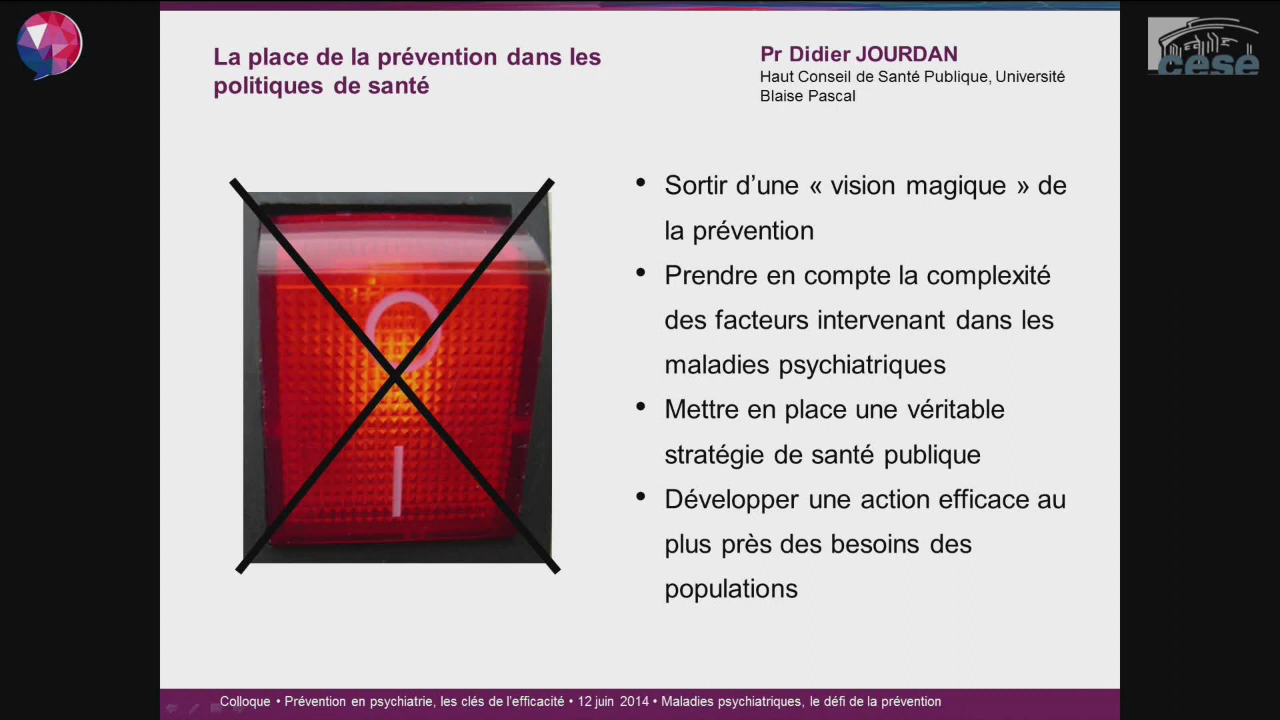 La place de la prévention dans les
politiques de santé
Pr Didier JOURDAN
Haut Conseil de Santé Publique, Université
Blaise Pascal
cese
• Sortir d’une « vision magique » de
la prévention
• Prendre en compte la complexité
des facteurs intervenant dans les
maladies psychiatriques
• Mettre en place une véritable
stratégie de santé publique
• Développer une action efficace au
plus près des besoins des
populations
Colloque • Prévention en psychiatrie, les clés de l’efficacité • 12 juin 2014 • Maladies psychiatriques, le défi de la prévention